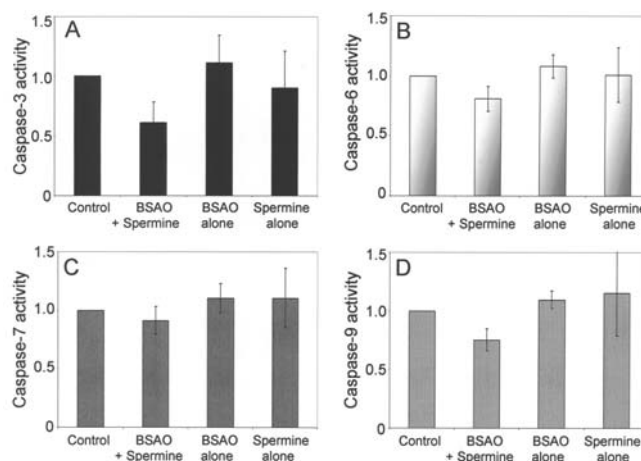 A
Caspase-3 activity
1.5
1.0
0.5
0
Control
BSAO
+ Spermine
BSAO
alone
Spermine
alone
B
Caspase-6 activity
1.5
1.0
0.5
0
Control
BSAO
+ Spermine
BSAO
alone
Spermine
alone
C
Caspase-7 activity
1.5
1.0
0.5
0
Control
BSAO
+ Spermine
BSAO
alone
Spermine
alone
D
Caspase-9 activity
1.5
1.0
0.5
0
Control
BSAO
+ Spermine
BSAO
alone
Spermine
alone